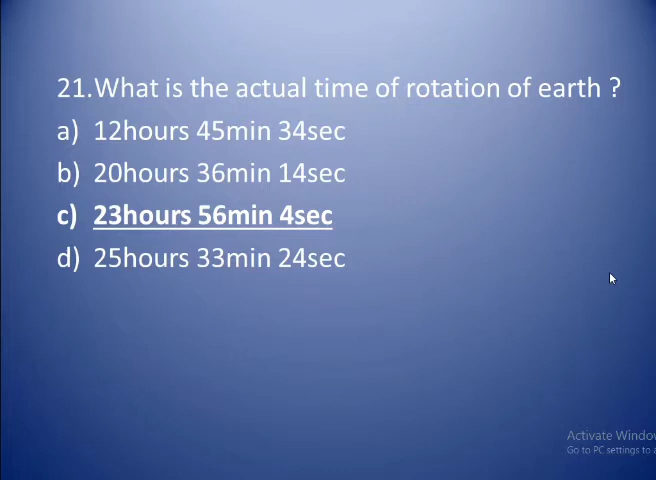 21.What is the actual time of rotation of earth ?
a) 12hours 45min 34sec
b) 20hours 36min 14sec
c) 23hours 56min 4sec
d) 25hours 33min 24sec
Activate Window
Go to PC settings to a